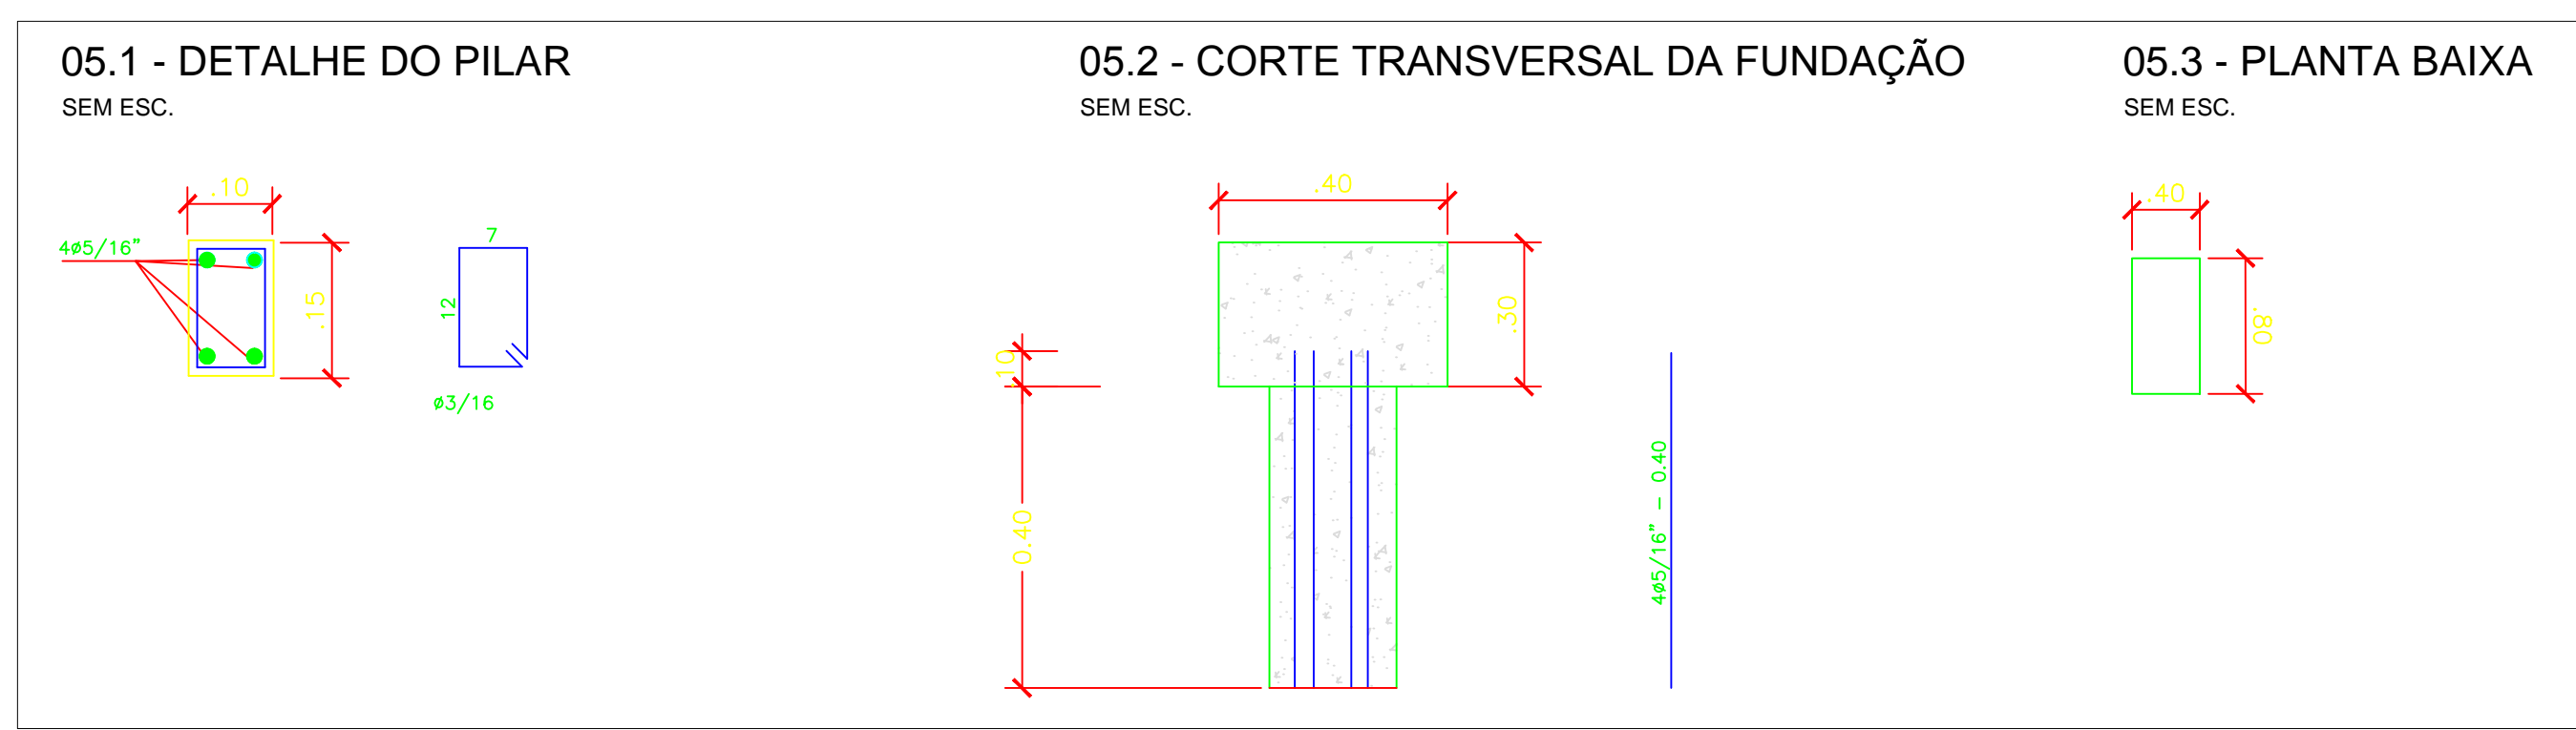 05.1 - DETALHE DO PILAR
SEM ESC.
.10
4ø5/16"
.15
7
12
ø3/16
05.2 - CORTE TRANSVERSAL DA FUNDAÇÃO
SEM ESC.
.40
.30
.10
0.40
4ø5/16" - 0.40
05.3 - PLANTA BAIXA
SEM ESC.
.40
.80